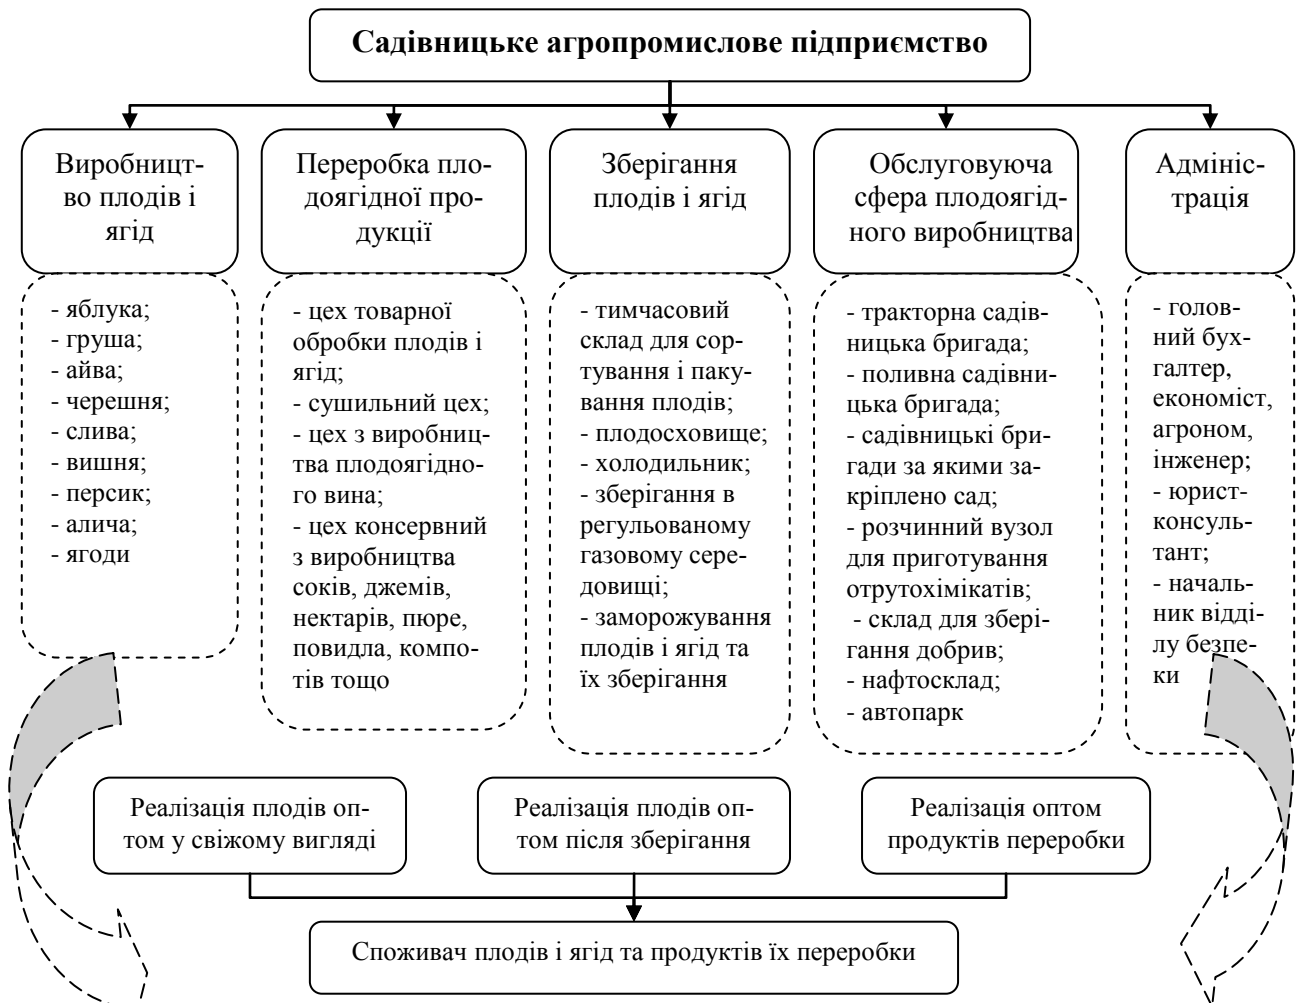 Садівницьке агропромислове підприємство
Виробницт-
во плодів і
ягід
Переробка пло-
доягідної про-
дукції
Зберігання
плодів і ягід
Обслуговуюча
сфера плодоягід-
ного виробництва
Адмініс-
трація
- яблука;
- груша;
- айва;
- черешня;
- слива;
- вишня;
- персик;
- алича;
- ягоди
- цех товарної
обробки плодів і
ягід;
- сушильний цех;
- цех з виробниц-
тва плодоягідно-
го вина;
- цех консервний
з виробництва
соків, джемів,
нектарів, пюре,
повидла, компо-
тів тощо
- тимчасовий
склад для сор-
тування і паку-
вання плодів;
- плодосховище;
- холодильник;
- зберігання в
регульованому
газовому сере-
довищі;
- заморожування
плодів і ягід та
їх зберігання
- тракторна садів-
ницька бригада;
- поливна садівни-
цька бригада;
- садівницькі бри-
гади за якими за-
кріплено сад;
- розчинний вузол
для приготування
отрутохімікатів;
- склад для збері-
гання добрив;
- нафтосклад;
- автопарк
- голов-
ний бух-
галтер,
економіст,
агроном,
інженер;
- юрист-
консуль-
тант;
- началь-
ник відді-
лу безпе-
ки
Реалізація плодів оп-
том у свіжому вигляді
Реалізація плодів оп-
том після зберігання
Реалізація оптом
продуктів переробки
Споживач плодів і ягід та продуктів їх переробки